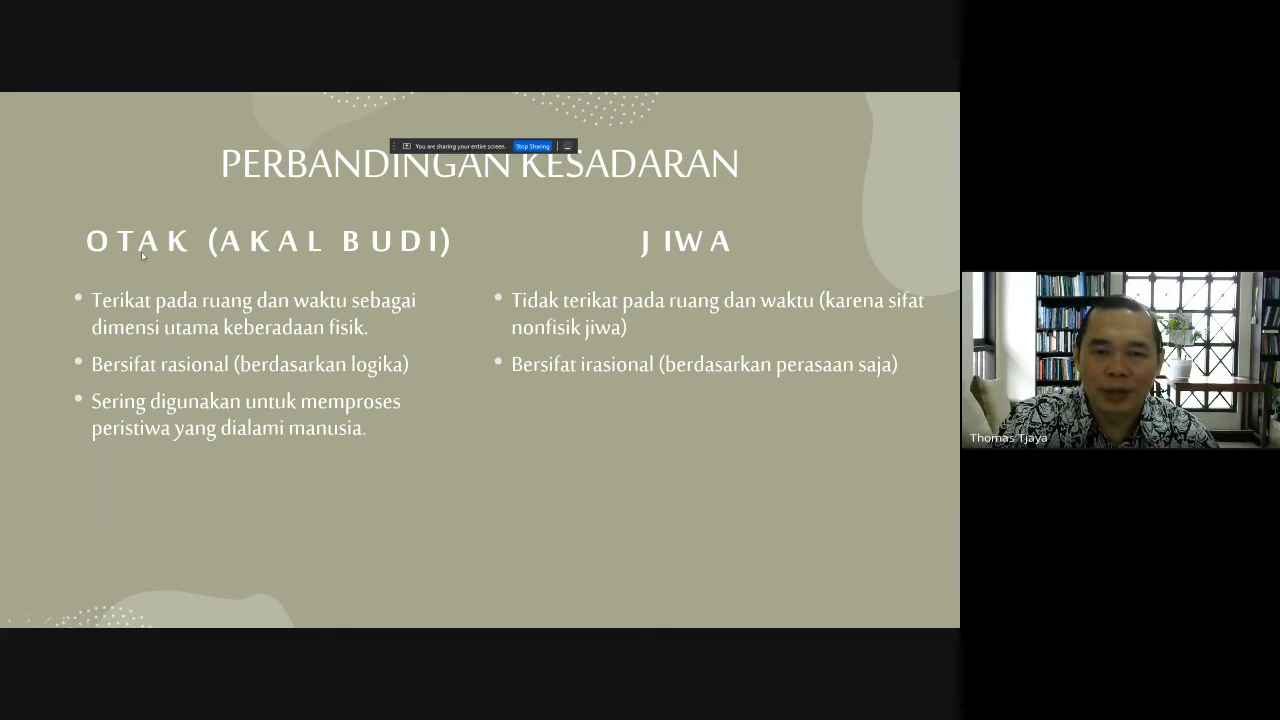 You are sharing your entire screen. Stop Sharing
PERBANDINGAN KESADARAN
OTAK (AKAL BUDI)
• Terikat pada ruang dan waktu sebagai
dimensi utama keberadaan fisik.
• Bersifat rasional (berdasarkan logika)
• Sering digunakan untuk memproses
peristiwa yang dialami manusia.
JIWA
• Tidak terikat pada ruang dan waktu (karena sifat
nonfisik jiwa)
• Bersifat irasional (berdasarkan perasaan saja)
Thomas Tjaya